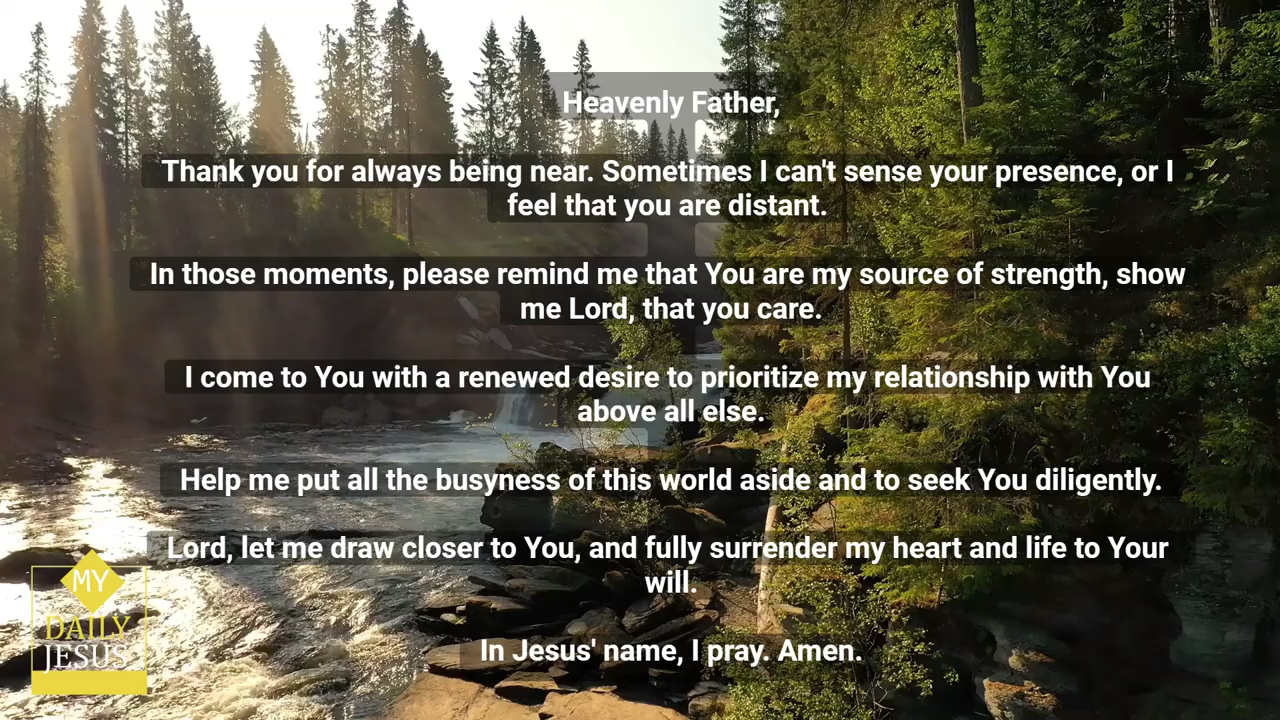 Heavenly Father,
Thank you for always being near. Sometimes I can't sense your presence, or I
feel that you are distant.
In those moments, please remind me that You are my source of strength, show
me Lord, that you care.
I come to You with a renewed desire to prioritize my relationship with You
above all else.
Help me put all the busyness of this world aside and to seek You diligently.
Lord, let me draw closer to You, and fully surrender my heart and life to Your
will.
In Jesus' name, I pray. Amen.
MY
DAILY
JESUS